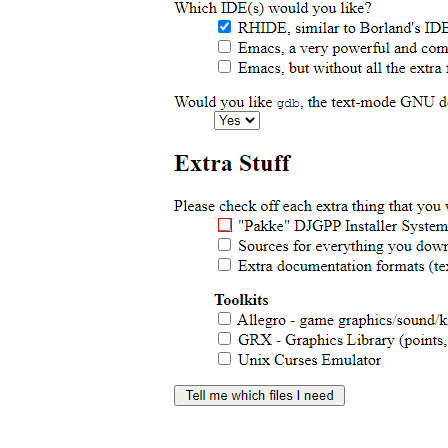 Which IDE(s) would you like?
RHIDE, similar to Borland's IDE
Emacs, a very powerful and com
Emacs, but without all the extra
Would you like gdb, the text-mode GNU d
Yes
Extra Stuff
Please check off each extra thing that you
"Pakke" DJGPP Installer System
Sources for everything you down
Extra documentation formats (te
Toolkits
Allegro - game graphics/sound/k
GRX - Graphics Library (points,
Unix Curses Emulator
Tell me which files I need